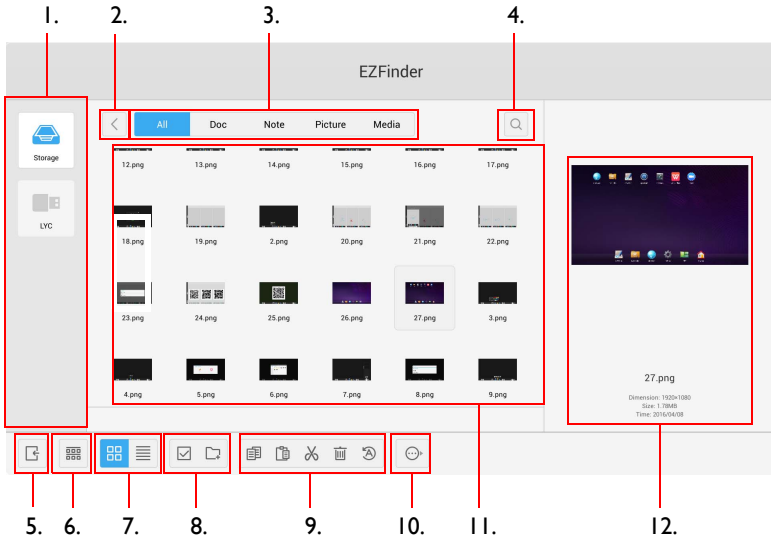 1. 2. 3. 4.
EZFinder
All Doc Note Picture Media
Storage
LYC
12.png 13.png 14.png 15.png 16.png 17.png
18.png 19.png 2.png 20.png 21.png 22.png
23.png 24.png 25.png 26.png 27.png 3.png
4.png 5.png 6.png 7.png 8.png 9.png
27.png
Dimension: 1920×1080
Size: 1.78MB
Time: 2016/04/08
5. 6. 7. 8. 9. 10. 11. 12.